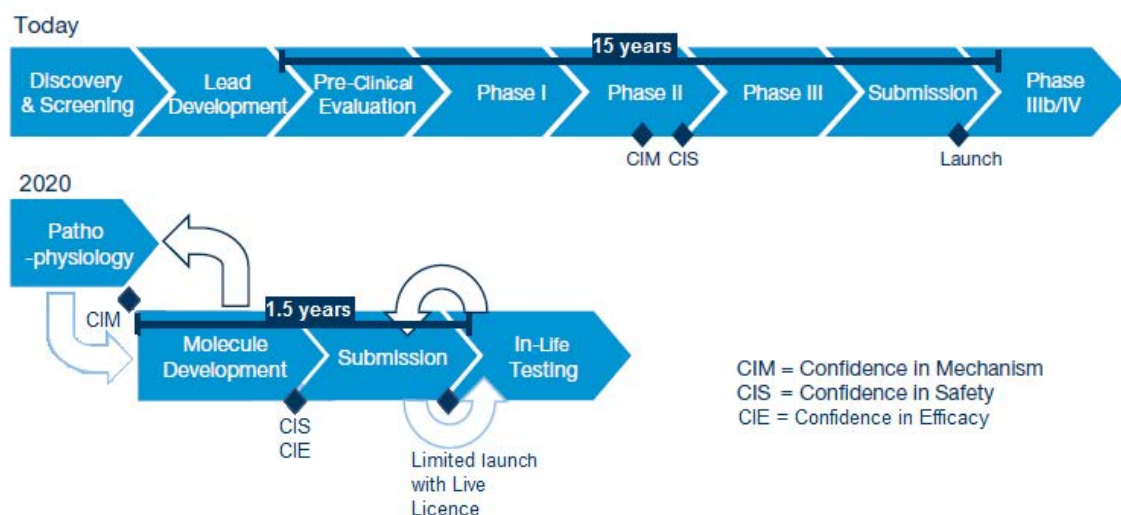 Today
15 years
Discovery
& Screening
Lead
Development
Pre-Clinical
Evaluation
Phase I
Phase II
Phase III
Submission
Phase
IIIb/IV
CIM
CIS
Launch
2020
Patho
-physiology
CIM
1.5 years
Molecule
Development
Submission
In-Life
Testing
CIS
CIE
Limited launch
with Live
Licence
CIM = Confidence in Mechanism
CIS = Confidence in Safety
CIE = Confidence in Efficacy